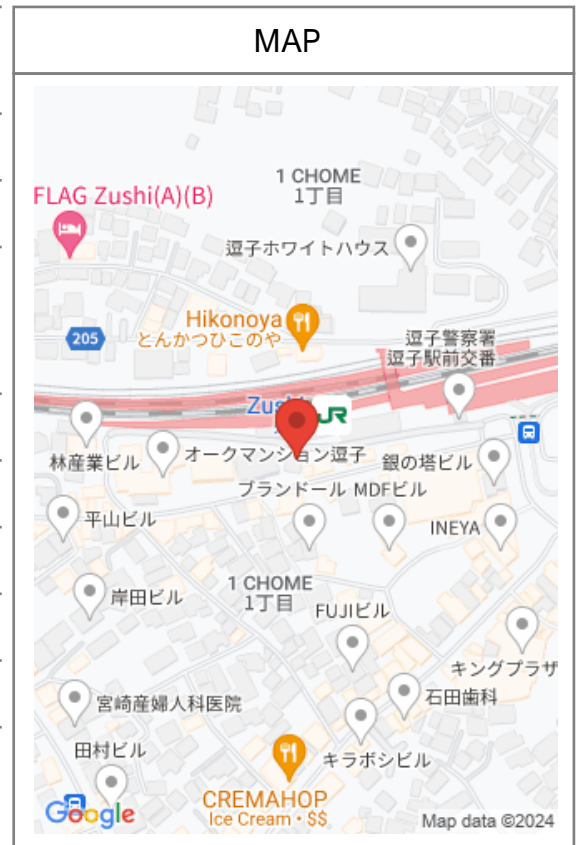 MAP
1 CHOME
1丁目
FLAG Zushi(A)(B)
逗子ホワイトハウス
Hikonoya
とんかつひこのや
205
逗子警察署
逗子駅前交番
JR
林産業ビル
オークマンション逗子
銀の塔ビル
ブランドール MDFビル
平山ビル
INEYA
1 CHOME
1丁目
岸田ビル
FUJIビル
キングプラザ
石田歯科
宮崎産婦人科医院
キラボシビル
田村ビル
CREMAHOP
Ice Cream • $$
Google
Map data ©2024